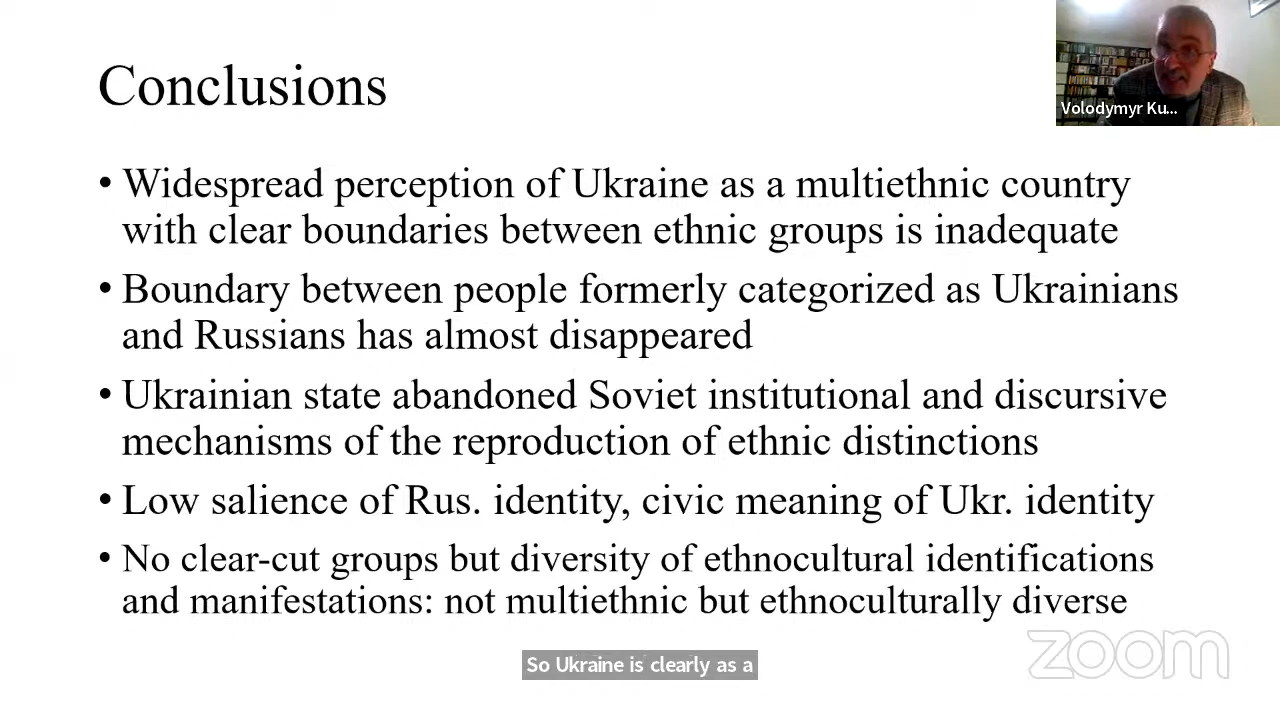 Conclusions
Volodymyr Ku...
• Widespread perception of Ukraine as a multiethnic country
with clear boundaries between ethnic groups is inadequate
• Boundary between people formerly categorized as Ukrainians
and Russians has almost disappeared
• Ukrainian state abandoned Soviet institutional and discursive
mechanisms of the reproduction of ethnic distinctions
• Low salience of Rus. identity, civic meaning of Ukr. identity
• No clear-cut groups but diversity of ethnocultural identifications
and manifestations: not multiethnic but ethnoculturally diverse
zoom
So Ukraine is clearly as a